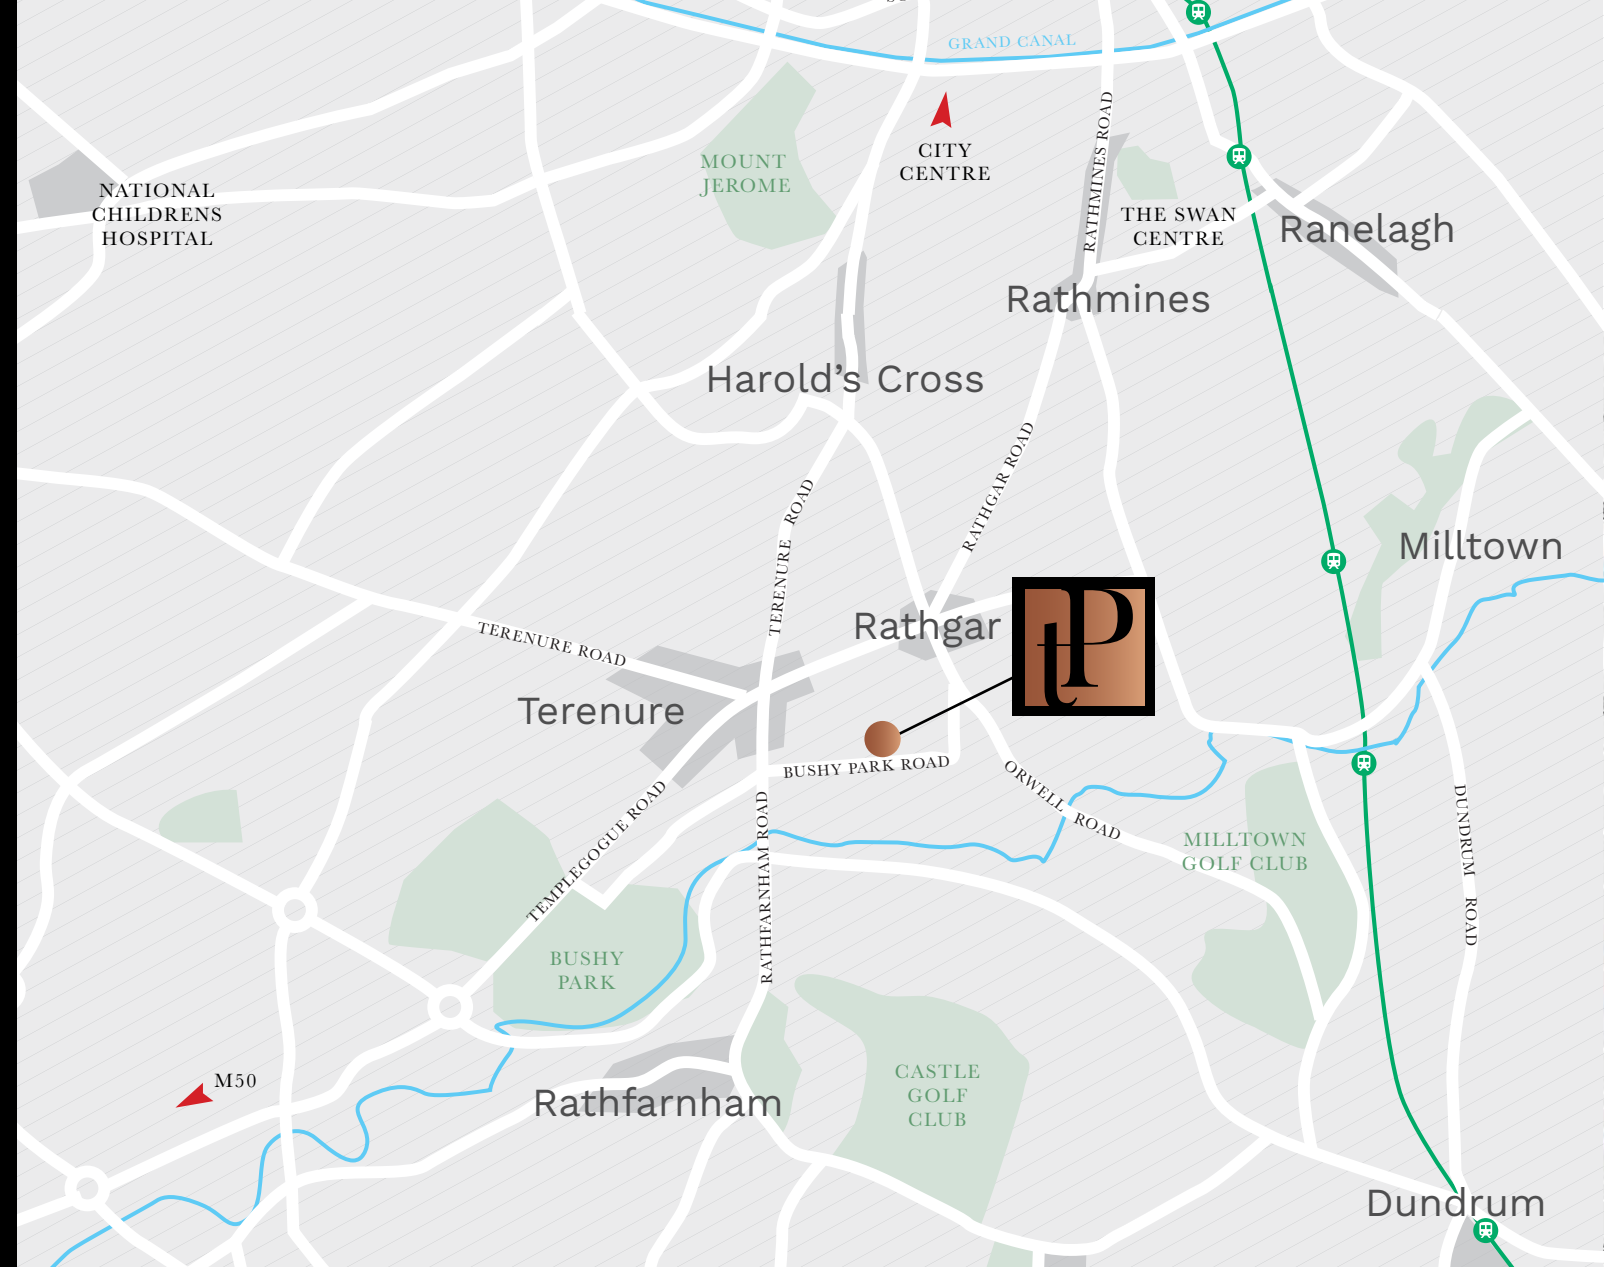 GRAND CANAL
CITY
CENTRE
MOUNT
JEROME
RATHMINES ROAD
NATIONAL
CHILDRENS
HOSPITAL
THE SWAN
CENTRE
Ranelagh
Rathmines
Harold's Cross
RATHGAR ROAD
TERENURE ROAD
Milltown
Rathgar
tP
TERENURE ROAD
Terenure
BUSHY PARK ROAD
ORWELL ROAD
TEMPLEGOGUE ROAD
RATHFARNHAM ROAD
MILLTOWN
GOLF CLUB
DUNDRUM ROAD
BUSHY
PARK
M50
Rathfarnham
CASTLE
GOLF
CLUB
Dundrum